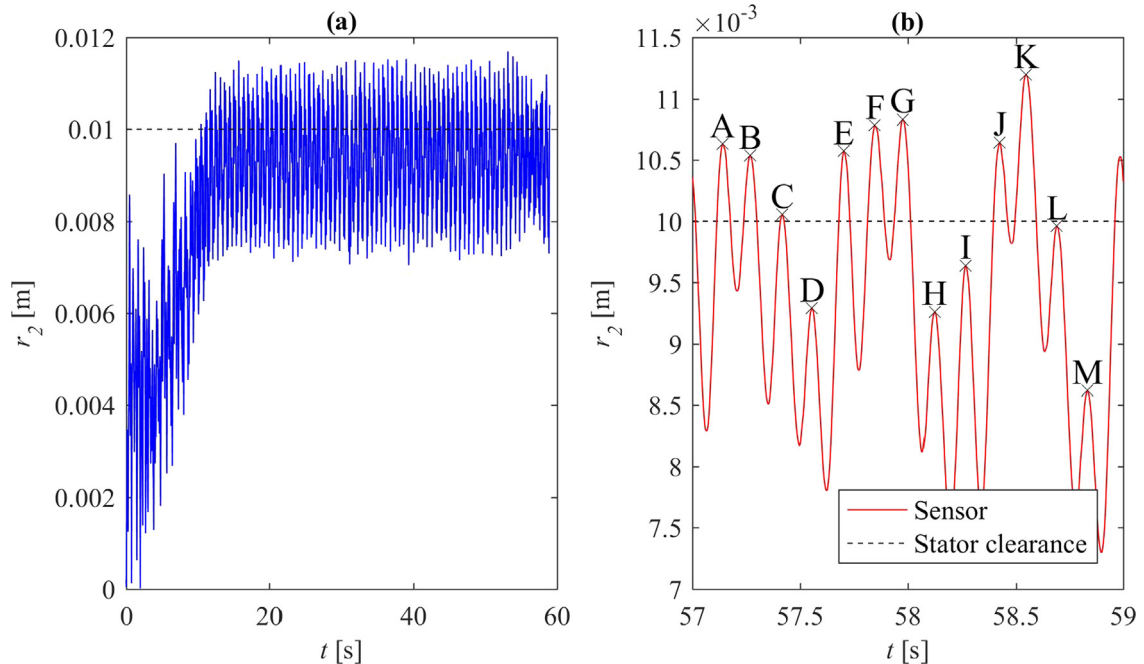 (a)
0.012
0.01
0.008
0.006
0.004
0.002
0
0
20
40
60
r_2 [m]
t [s]
(b)
×10^{-3}
11.5
11
10.5
10
9.5
9
8.5
8
7.5
7
57
57.5
58
58.5
59
r_2 [m]
t [s]
A
B
C
D
E
F
G
H
I
J
K
L
M
Sensor
Stator clearance